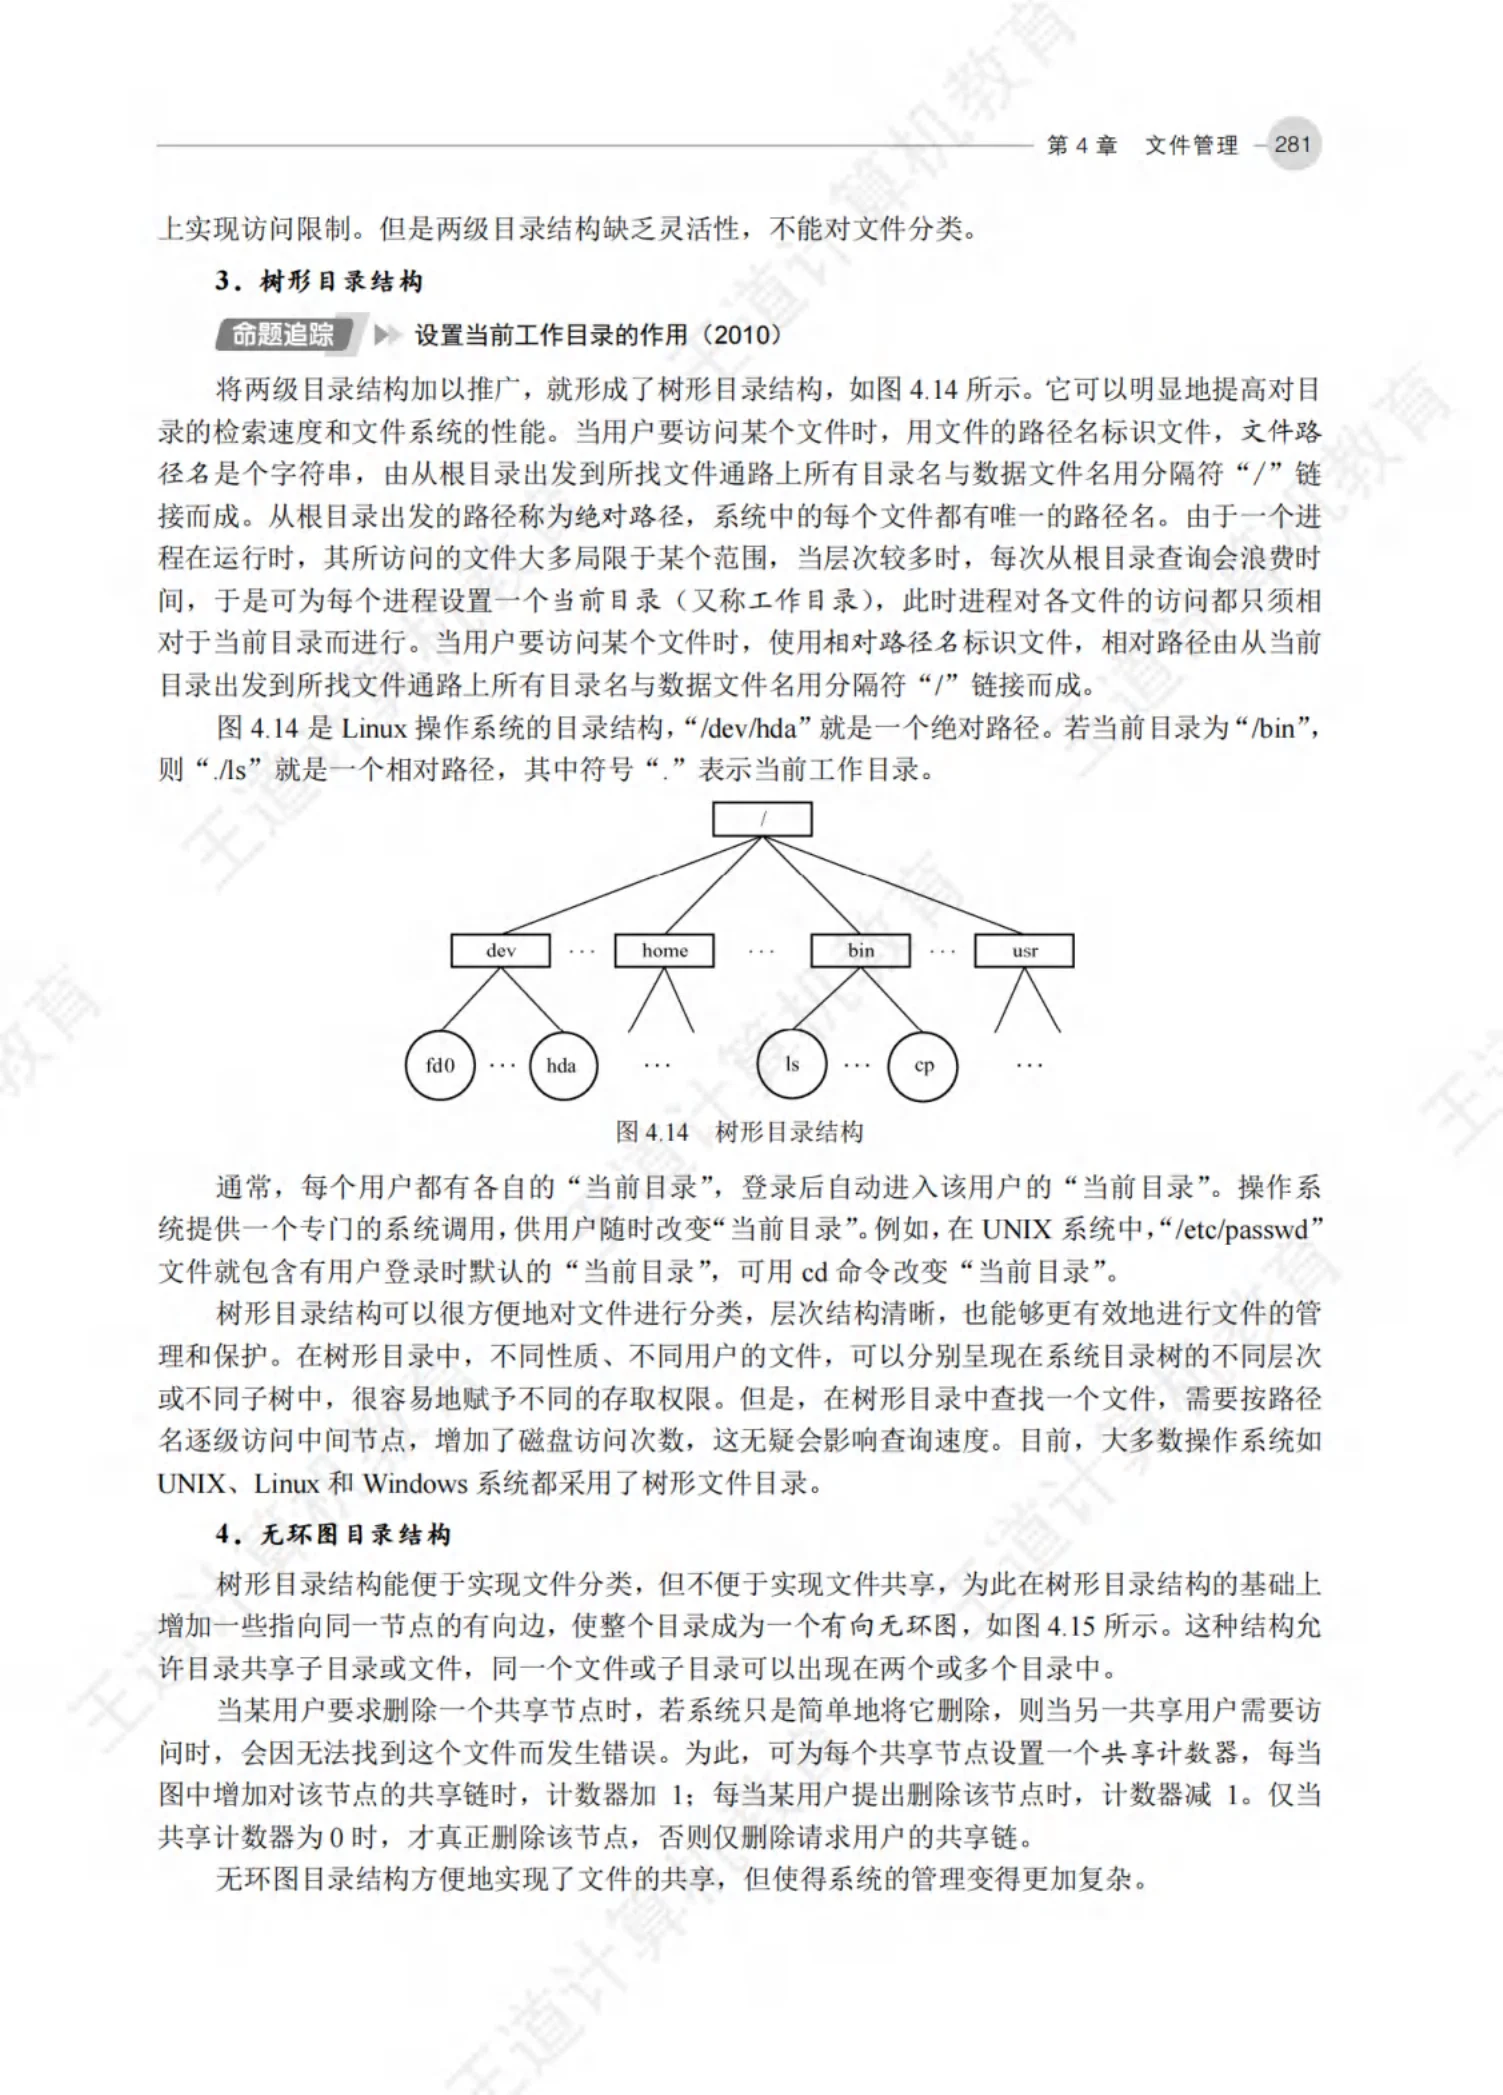 第 4 章　文件管理　281
上实现访问限制。但是两级目录结构缺乏灵活性，不能对文件分类。
3．树形目录结构
命题追踪　设置当前工作目录的作用（2010）
将两级目录结构加以推广，就形成了树形目录结构，如图 4.14 所示。它可以明显地提高对目
录的检索速度和文件系统的性能。当用户要访问某个文件时，用文件的路径名标识文件，文件路
径名是个字符串，由从根目录出发到所找文件通路上所有目录名与数据文件名用分隔符“/”链
接而成。从根目录出发的路径称为绝对路径，系统中的每个文件都有唯一的路径名。由于一个进
程在运行时，其所访问的文件大多局限于某个范围，当层次较多时，每次从根目录查询会浪费时
间，于是可为每个进程设置一个当前目录（又称工作目录），此时进程对各文件的访问都只须相
对于当前目录而进行。当用户要访问某个文件时，使用相对路径名标识文件，相对路径由从当前
目录出发到所找文件通路上所有目录名与数据文件名用分隔符“/”链接而成。
图 4.14 是 Linux 操作系统的目录结构，“/dev/hda”就是一个绝对路径。若当前目录为“/bin”，
则“./ls”就是一个相对路径，其中符号“.”表示当前工作目录。
/
dev ··· home ··· bin ··· usr
fd0 ··· hda ··· ls ··· cp ···
图 4.14　树形目录结构
通常，每个用户都有各自的“当前目录”，登录后自动进入该用户的“当前目录”。操作系
统提供一个专门的系统调用，供用户随时改变“当前目录”。例如，在 UNIX 系统中，“/etc/passwd”
文件就包含有用户登录时默认的“当前目录”，可用 cd 命令改变“当前目录”。
树形目录结构可以很方便地对文件进行分类，层次结构清晰，也能够更有效地进行文件的管
理和保护。在树形目录中，不同性质、不同用户的文件，可以分别呈现在系统目录树的不同层次
或不同子树中，很容易地赋予不同的存取权限。但是，在树形目录中查找一个文件，需要按路径
名逐级访问中间节点，增加了磁盘访问次数，这无疑会影响查询速度。目前，大多数操作系统如
UNIX、Linux 和 Windows 系统都采用了树形文件目录。
4．无环图目录结构
树形目录结构能便于实现文件分类，但不便于实现文件共享，为此在树形目录结构的基础上
增加一些指向同一节点的有向边，使整个目录成为一个有向无环图，如图 4.15 所示。这种结构允
许目录共享子目录或文件，同一个文件或子目录可以出现在两个或多个目录中。
当某用户要求删除一个共享节点时，若系统只是简单地将它删除，则当另一共享用户需要访
问时，会因无法找到这个文件而发生错误。为此，可为每个共享节点设置一个共享计数器，每当
图中增加对该节点的共享链时，计数器加 1；每当某用户提出删除该节点时，计数器减 1。仅当
共享计数器为 0 时，才真正删除该节点，否则仅删除请求用户的共享链。
无环图目录结构方便地实现了文件的共享，但使得系统的管理变得更加复杂。
王道计算机教育
王道计算机教育
王道计算机教育
王道计算机教育
王道计算机教育
王道计算机教育
王道计算机教育